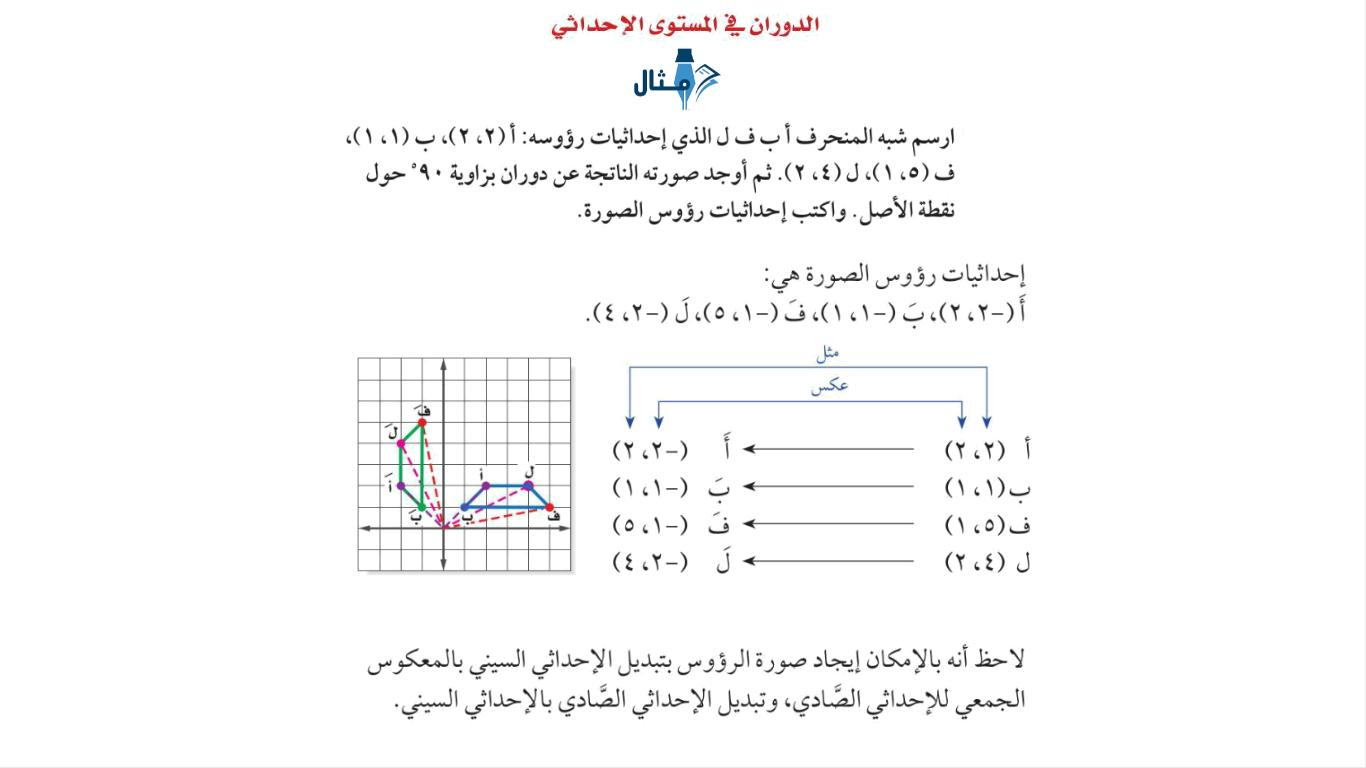 الدوران في المستوى الإحداثي
مثال
ارسم شبه المنحرف أ ب ف ل الذي إحداثيات رؤوسه: أ (٢، ٢)، ب (١، ١)،
ف (٥، ١)، ل (٤، ٢). ثم أوجد صورته الناتجة عن دوران بزاوية ٩٠° حول
نقطة الأصل. واكتب إحداثيات رؤوس الصورة.
إحداثيات رؤوس الصورة هي:
أَ (–٢، ٢)، بَ (–١، ١)، فَ (–١، ٥)، لَ (–٢، ٤).
مثل
عكس
أ (٢، ٢) أَ (–٢، ٢)
ب (١، ١) بَ (–١، ١)
ف (٥، ١) فَ (–١، ٥)
ل (٤، ٢) لَ (–٢، ٤)
فَ
لَ
أَ
بَ
أ
ل
ب
ف
لاحظ أنه بالإمكان إيجاد صورة الرؤوس بتبديل الإحداثي السيني بالمعكوس
الجمعي للإحداثي الصَّادي، وتبديل الإحداثي الصَّادي بالإحداثي السيني.